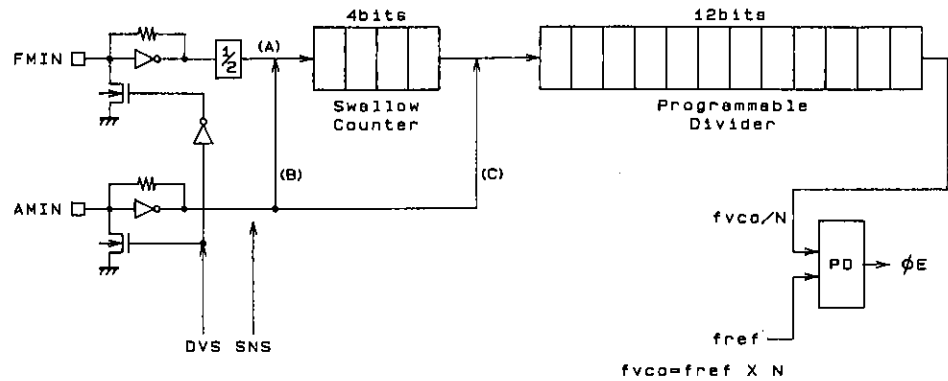 4bits
12bits
FMIN
1/2
(A)
Swallow
Counter
Programmable
Divider
(B)
(C)
AMIN
fvco/N
PD
φE
DVS SNS
fref
fvco=fref X N